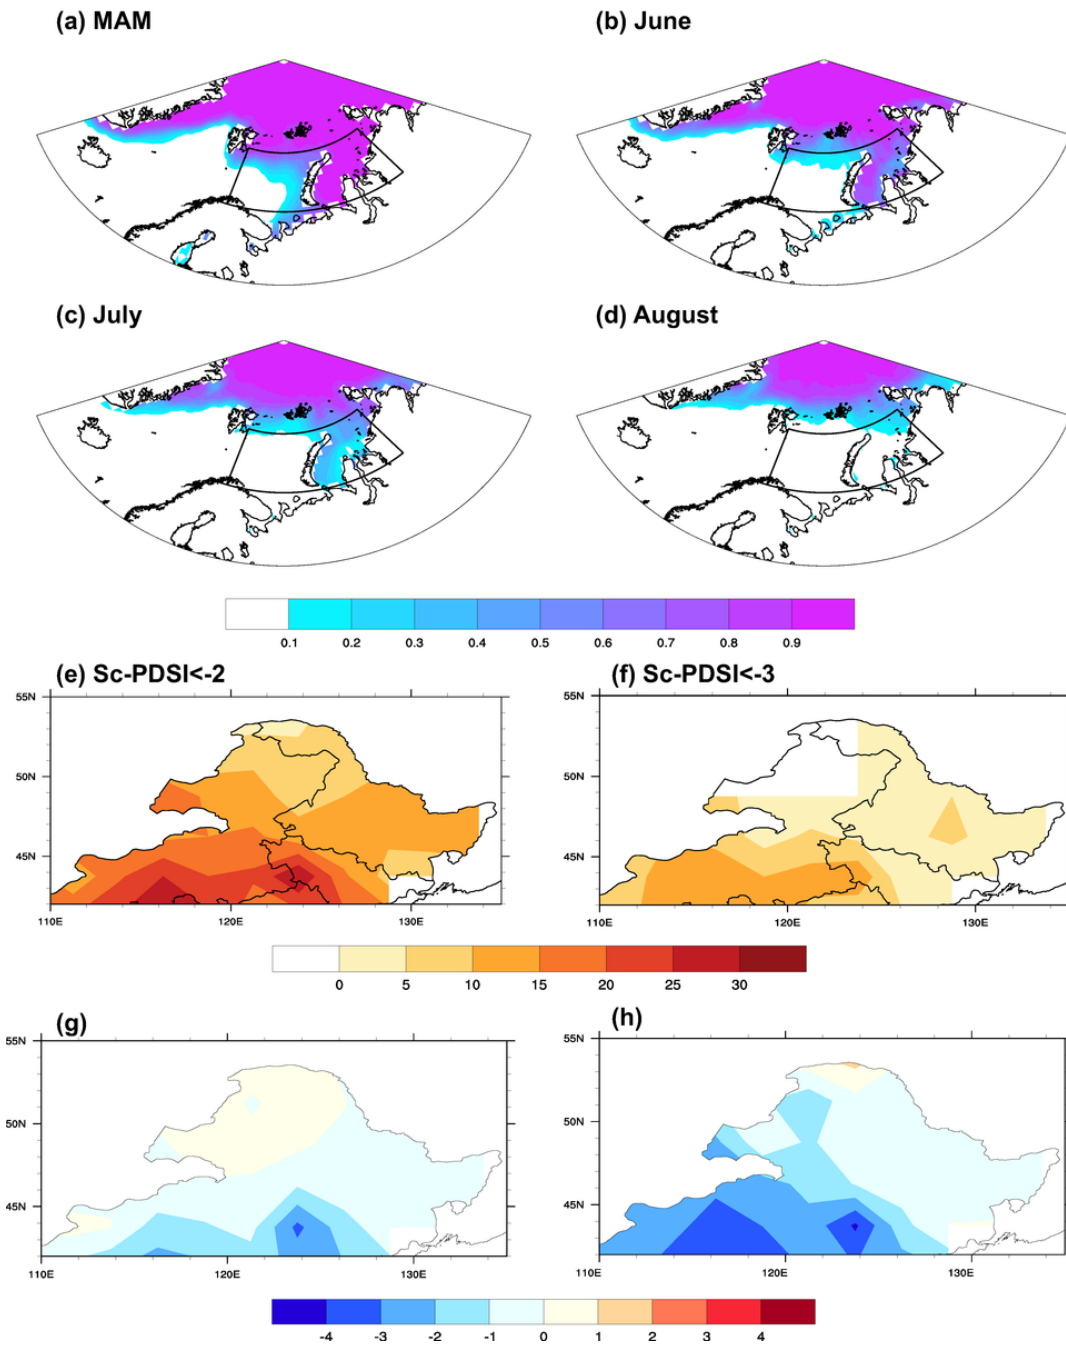 (a) MAM (b) June
(c) July (d) August
0.1 0.2 0.3 0.4 0.5 0.6 0.7 0.8 0.9
(e) Sc-PDSI<-2 (f) Sc-PDSI<-3
55N 55N
50N 50N
45N 45N
110E 120E 130E 110E 120E 130E
0 5 10 15 20 25 30
(g) (h)
55N 55N
50N 50N
45N 45N
110E 120E 130E 110E 120E 130E
-4 -3 -2 -1 0 1 2 3 4